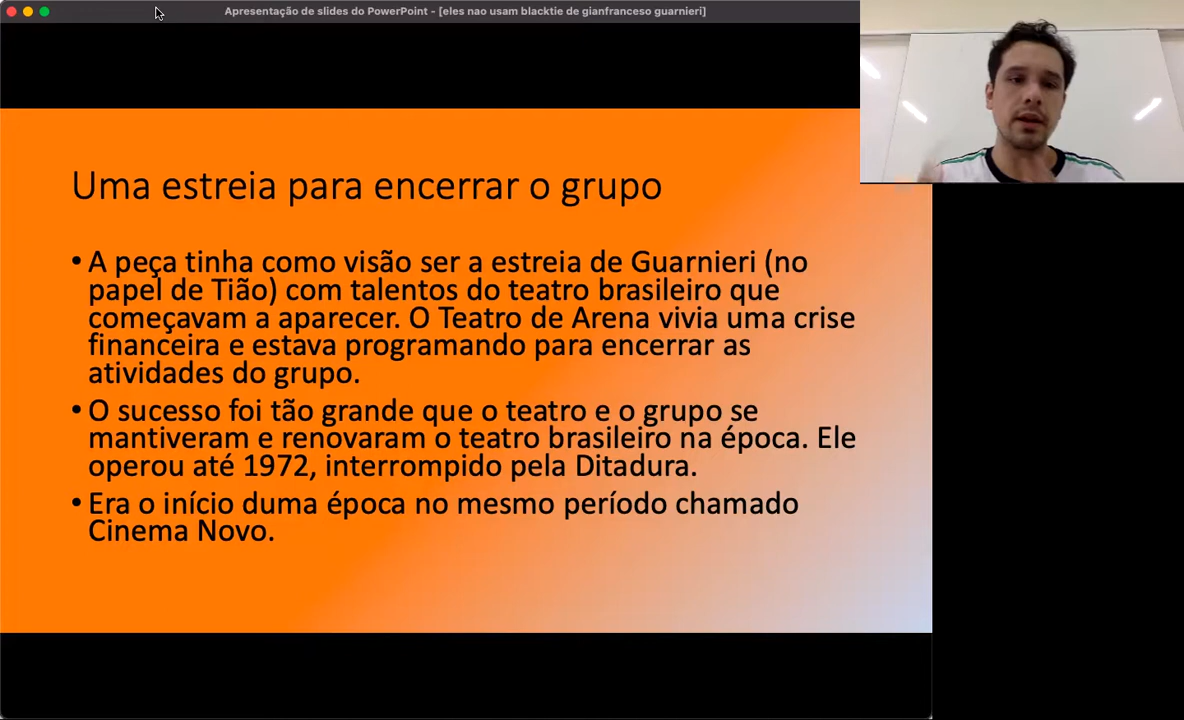 Apresentação de slides do PowerPoint - [eles nao usam blacktie de gianfranceso guarnieri]
Uma estreia para encerrar o grupo
• A peça tinha como visão ser a estreia de Guarnieri (no
papel de Tião) com talentos do teatro brasileiro que
começavam a aparecer. O Teatro de Arena vivia uma crise
financeira e estava programando para encerrar as
atividades do grupo.
• O sucesso foi tão grande que o teatro e o grupo se
mantiveram e renovaram o teatro brasileiro na época. Ele
operou até 1972, interrompido pela Ditadura.
• Era o início duma época no mesmo período chamado
Cinema Novo.